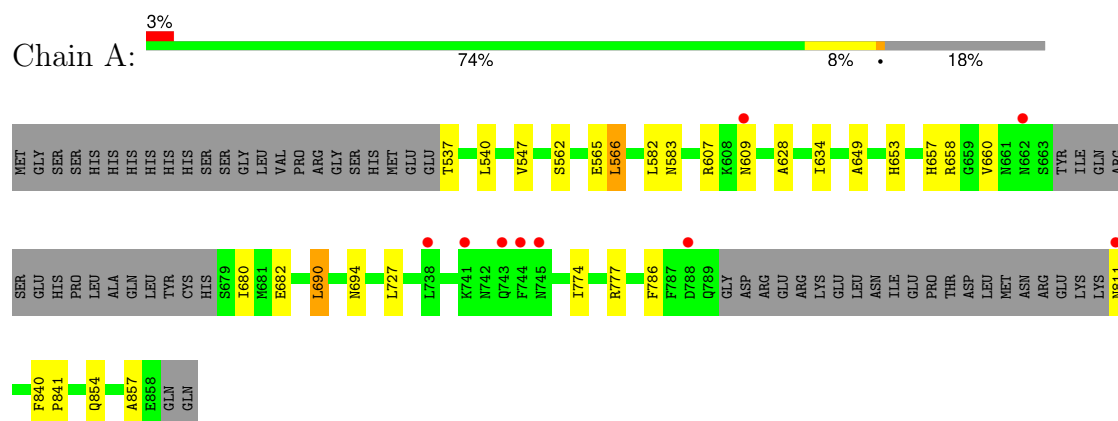 3%
Chain A:
74% 8% • 18%
MET GLY SER SER HIS HIS HIS HIS HIS HIS SER SER GLY LEU VAL PRO ARG GLY SER HIS MET GLU GLU T537 L540 V547 S562 E565 L566 L582 N583 R607 K608 N609 A628 I634 A649 H653 H657 R658 G659 V660 N661 N662 S663 TYR ILE GLN ARG
SER GLU HIS PRO LEU ALA GLN LEU TYR CYS HIS S679 I680 M681 E682 L690 N694 L727 L738 K741 N742 Q743 F744 N745 I774 R777 F786 F787 D788 Q789 GLY ASP ARG GLU ARG LYS GLU LEU ASN ILE GLU PRO THR ASP LEU MET ASN ARG GLU LYS LYS N811
F840 P841 Q854 A857 E858 GLN GLN